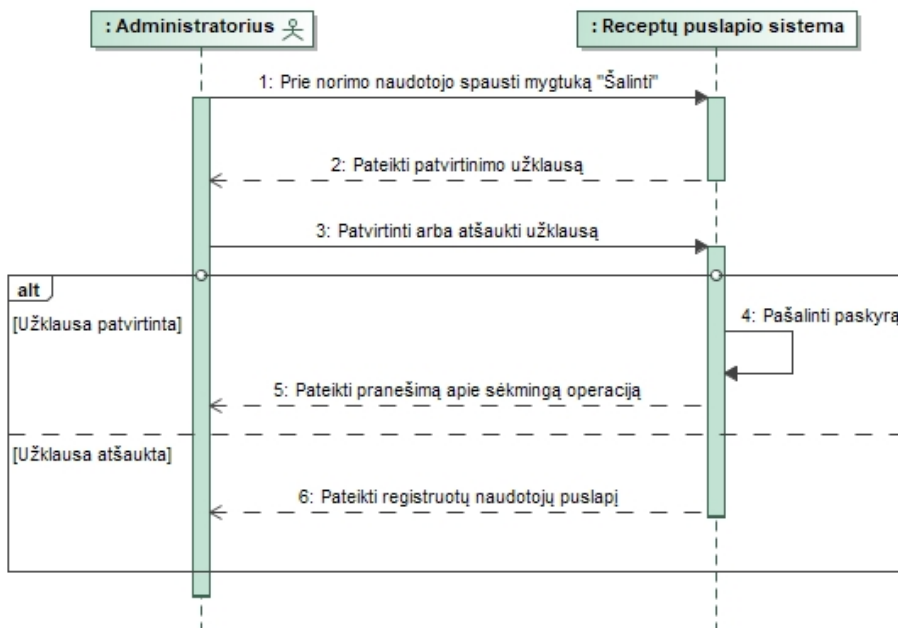 : Administratorius
: Receptų puslapio sistema
1: Prie norimo naudotojo spausti mygtuką "Šalinti"
2: Pateikti patvirtinimo užklausą
3: Patvirtinti arba atšaukti užklausą
alt
[Užklausa patvirtinta]
4: Pašalinti paskyrą
5: Pateikti pranešimą apie sėkmingą operaciją
[Užklausa atšaukta]
6: Pateikti registruotų naudotojų puslapį